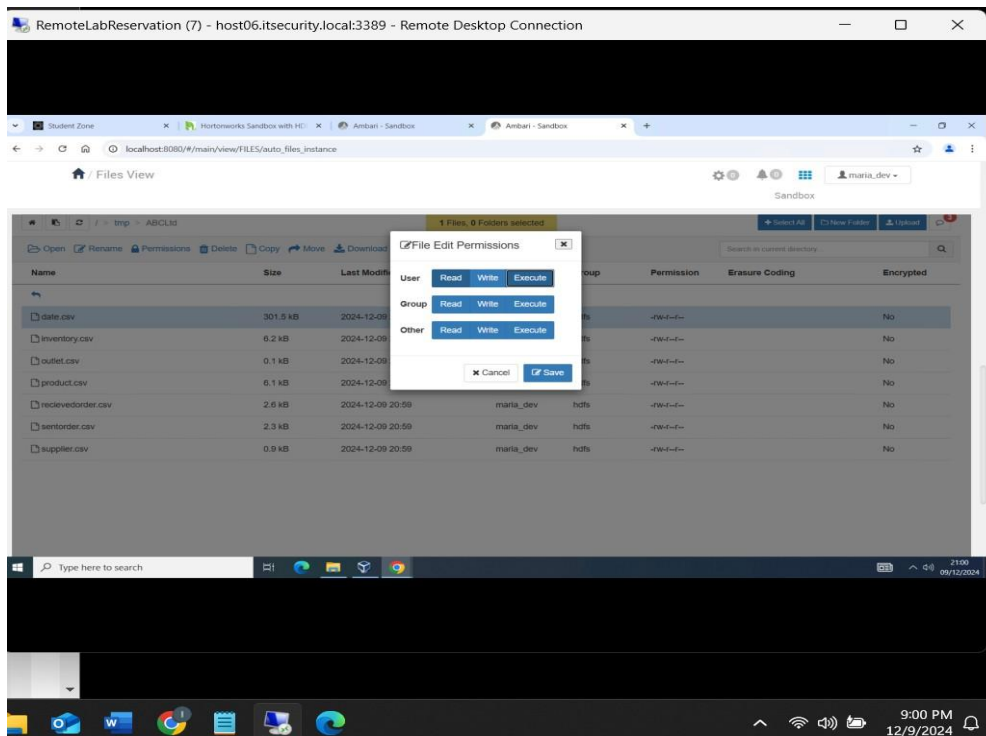 RemoteLabReservation (7) - host06.itsecurity.local:3389 - Remote Desktop Connection
Student Zone Hortonworks Sandbox with HD Ambari - Sandbox Ambari - Sandbox
localhost:8080/#/main/view/FILES/auto_files_instance
/ Files View 0 0 maria_dev
Sandbox
/ > tmp > ABCLtd 1 Files, 0 Folders selected. + Select All New Folder Upload
Open Rename Permissions Delete Copy Move Download Search in current directory...
File Edit Permissions
Name Size Last Modifi roup Permission Erasure Coding Encrypted
User Read Write Execute
Group Read Write Execute
Other Read Write Execute
Cancel Save
date.csv 301.5 kB 2024-12-09 -rw-r--r-- No
inventory.csv 6.2 kB 2024-12-09 -rw-r--r-- No
outlet.csv 0.1 kB 2024-12-09 -rw-r--r-- No
product.csv 6.1 kB 2024-12-09 -rw-r--r-- No
recievedorder.csv 2.6 kB 2024-12-09 20:59 maria_dev hdfs -rw-r--r-- No
sentorder.csv 2.3 kB 2024-12-09 20:59 maria_dev hdfs -rw-r--r-- No
supplier.csv 0.9 kB 2024-12-09 20:59 maria_dev hdfs -rw-r--r-- No
Type here to search
21:00
09/12/2024
9:00 PM
12/9/2024